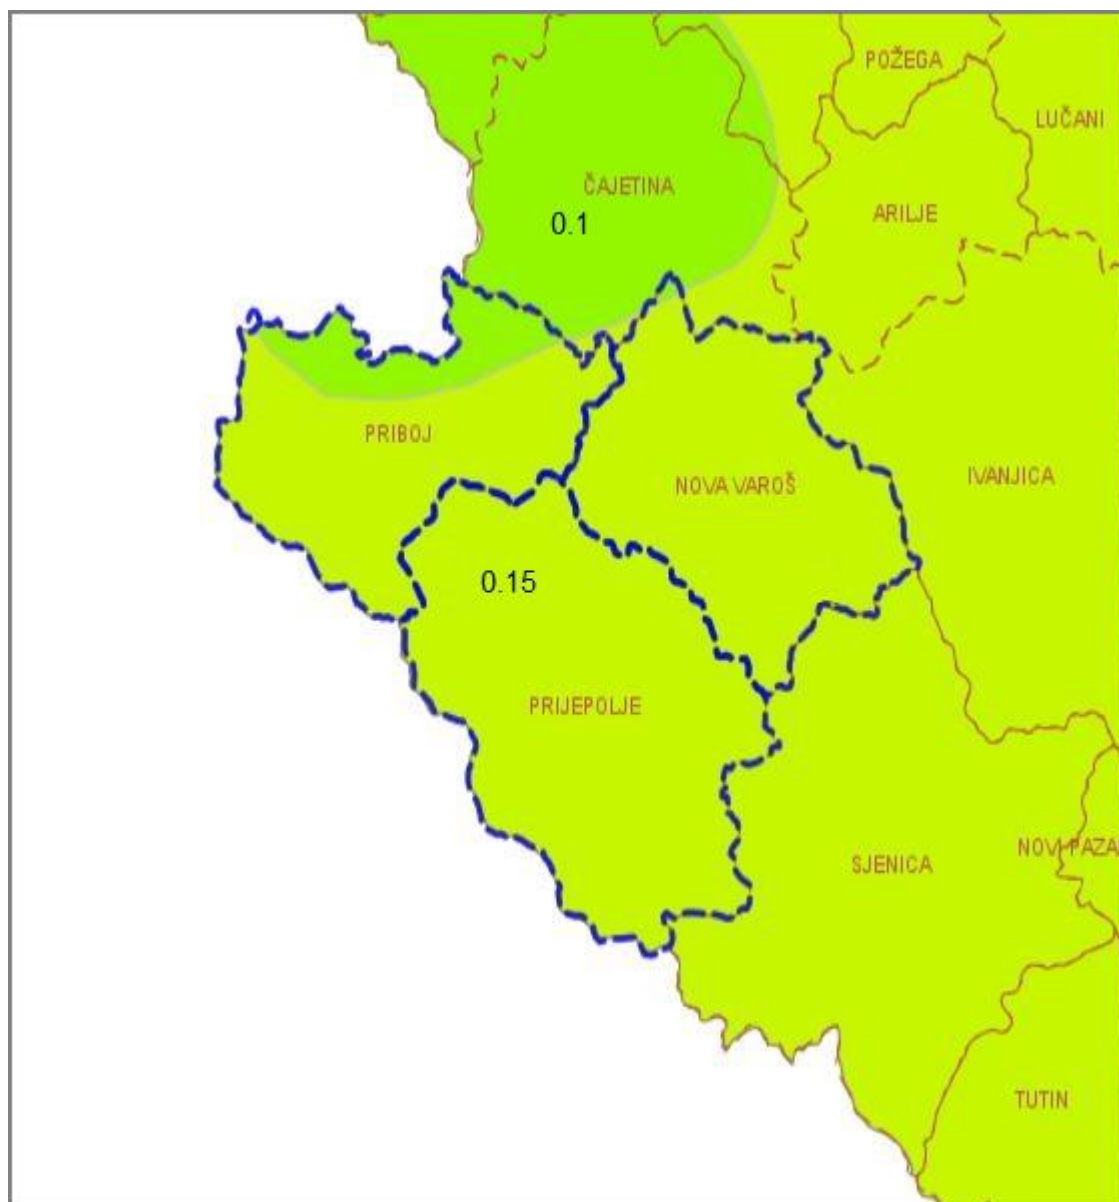 POŽEGA
LUČANI
ČAJETINA
ARILJE
0.1
PRIBOJ
IVANJICA
NOVA VAROŠ
0.15
PRIJEPOLJE
NOVI PAZA
SJENICA
TUTIN